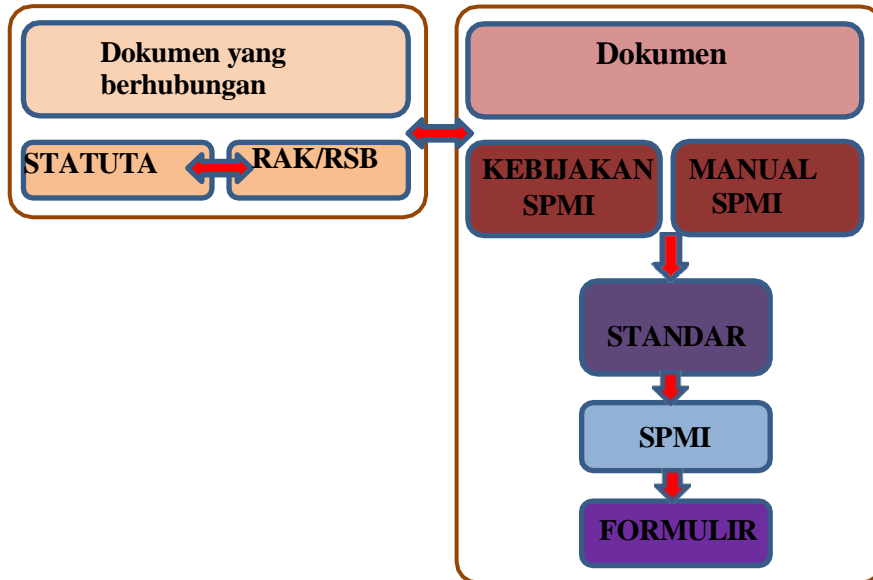 Dokumen yang
berhubungan
STATUTA
RAK/RSB
Dokumen
KEBIJAKAN
SPMI
MANUAL
SPMI
STANDAR
SPMI
FORMULIR